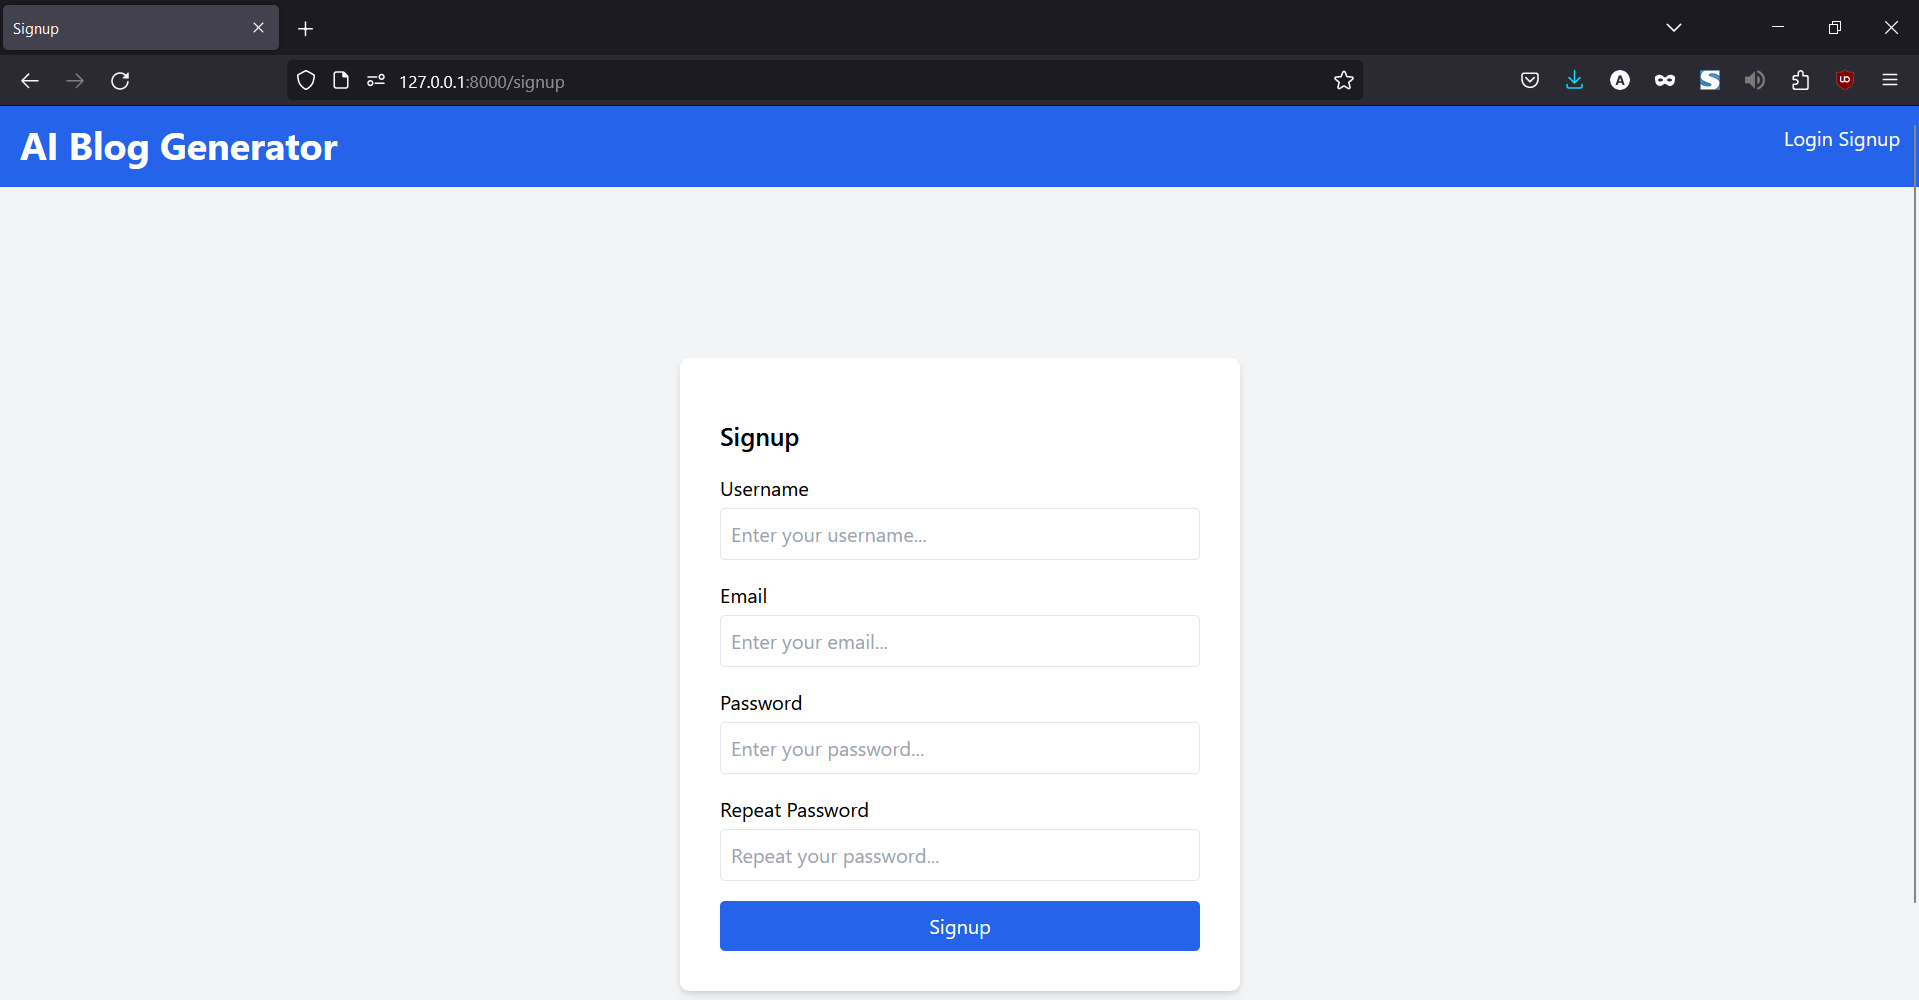 Signup
127.0.0.1:8000/signup
AI Blog Generator
Login Signup
Signup
Username
Enter your username...
Email
Enter your email...
Password
Enter your password...
Repeat Password
Repeat your password...
Signup